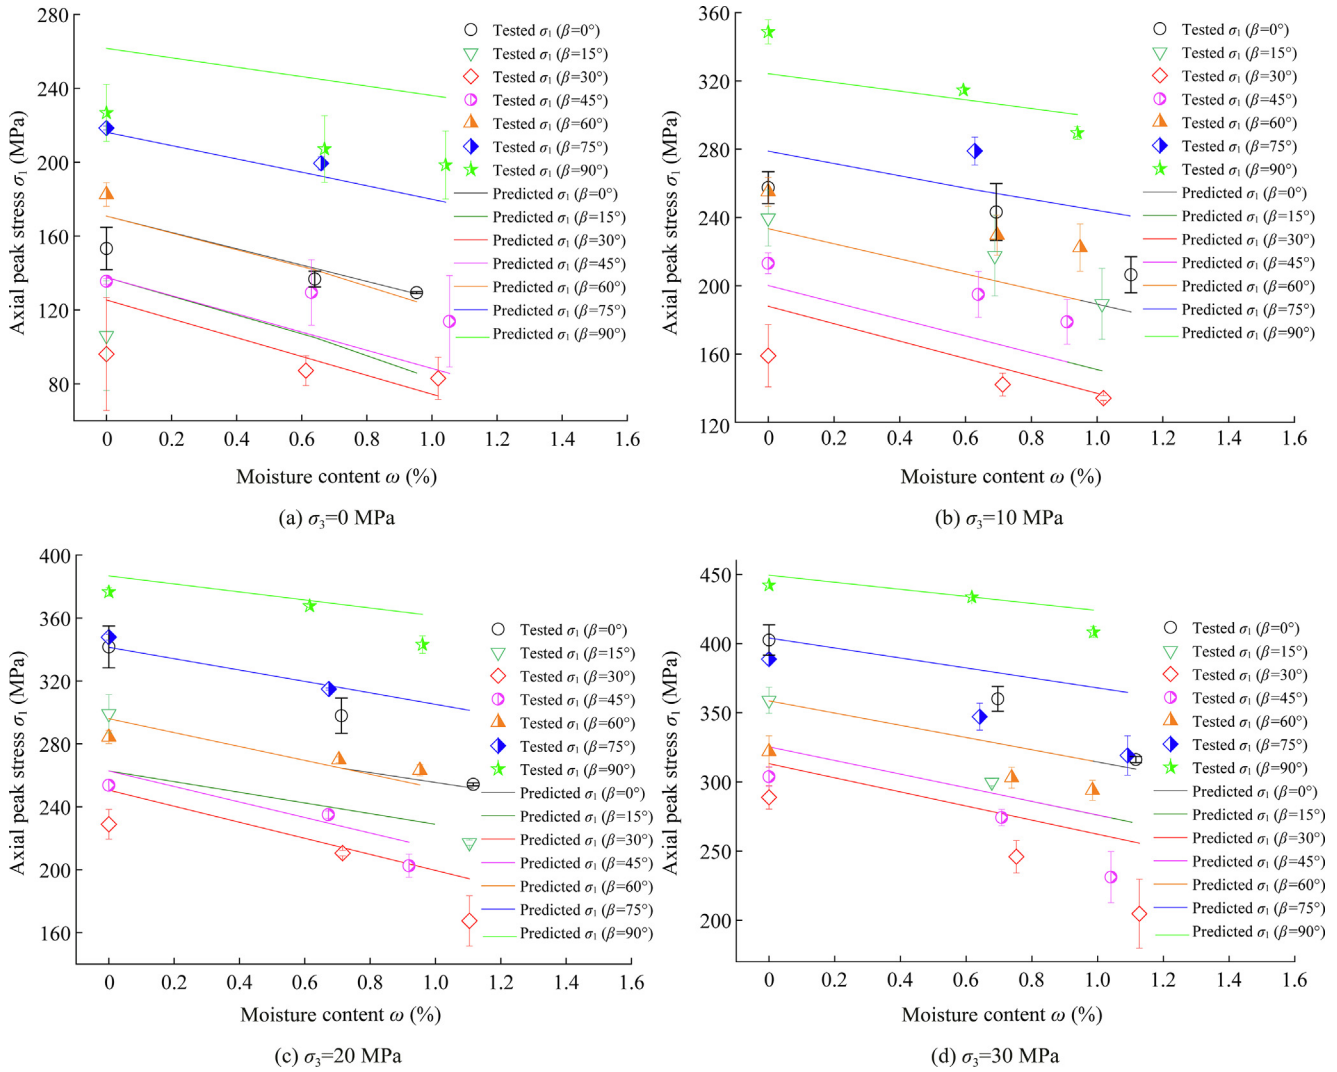 280
240
200
160
120
80
Axial peak stress σ₁ (MPa)
0 0.2 0.4 0.6 0.8 1.0 1.2 1.4 1.6
Moisture content ω (%)
Tested σ₁ (β=0°)
Tested σ₁ (β=15°)
Tested σ₁ (β=30°)
Tested σ₁ (β=45°)
Tested σ₁ (β=60°)
Tested σ₁ (β=75°)
Tested σ₁ (β=90°)
Predicted σ₁ (β=0°)
Predicted σ₁ (β=15°)
Predicted σ₁ (β=30°)
Predicted σ₁ (β=45°)
Predicted σ₁ (β=60°)
Predicted σ₁ (β=75°)
Predicted σ₁ (β=90°)
(a) σ₃=0 MPa
360
320
280
240
200
160
120
Axial peak stress σ₁ (MPa)
0 0.2 0.4 0.6 0.8 1.0 1.2 1.4 1.6
Moisture content ω (%)
Tested σ₁ (β=0°)
Tested σ₁ (β=15°)
Tested σ₁ (β=30°)
Tested σ₁ (β=45°)
Tested σ₁ (β=60°)
Tested σ₁ (β=75°)
Tested σ₁ (β=90°)
Predicted σ₁ (β=0°)
Predicted σ₁ (β=15°)
Predicted σ₁ (β=30°)
Predicted σ₁ (β=45°)
Predicted σ₁ (β=60°)
Predicted σ₁ (β=75°)
Predicted σ₁ (β=90°)
(b) σ₃=10 MPa
400
360
320
280
240
200
160
Axial peak stress σ₁ (MPa)
0 0.2 0.4 0.6 0.8 1.0 1.2 1.4 1.6
Moisture content ω (%)
Tested σ₁ (β=0°)
Tested σ₁ (β=15°)
Tested σ₁ (β=30°)
Tested σ₁ (β=45°)
Tested σ₁ (β=60°)
Tested σ₁ (β=75°)
Tested σ₁ (β=90°)
Predicted σ₁ (β=0°)
Predicted σ₁ (β=15°)
Predicted σ₁ (β=30°)
Predicted σ₁ (β=45°)
Predicted σ₁ (β=60°)
Predicted σ₁ (β=75°)
Predicted σ₁ (β=90°)
(c) σ₃=20 MPa
450
400
350
300
250
200
Axial peak stress σ₁ (MPa)
0 0.2 0.4 0.6 0.8 1.0 1.2 1.4 1.6
Moisture content ω (%)
Tested σ₁ (β=0°)
Tested σ₁ (β=15°)
Tested σ₁ (β=30°)
Tested σ₁ (β=45°)
Tested σ₁ (β=60°)
Tested σ₁ (β=75°)
Tested σ₁ (β=90°)
Predicted σ₁ (β=0°)
Predicted σ₁ (β=15°)
Predicted σ₁ (β=30°)
Predicted σ₁ (β=45°)
Predicted σ₁ (β=60°)
Predicted σ₁ (β=75°)
Predicted σ₁ (β=90°)
(d) σ₃=30 MPa